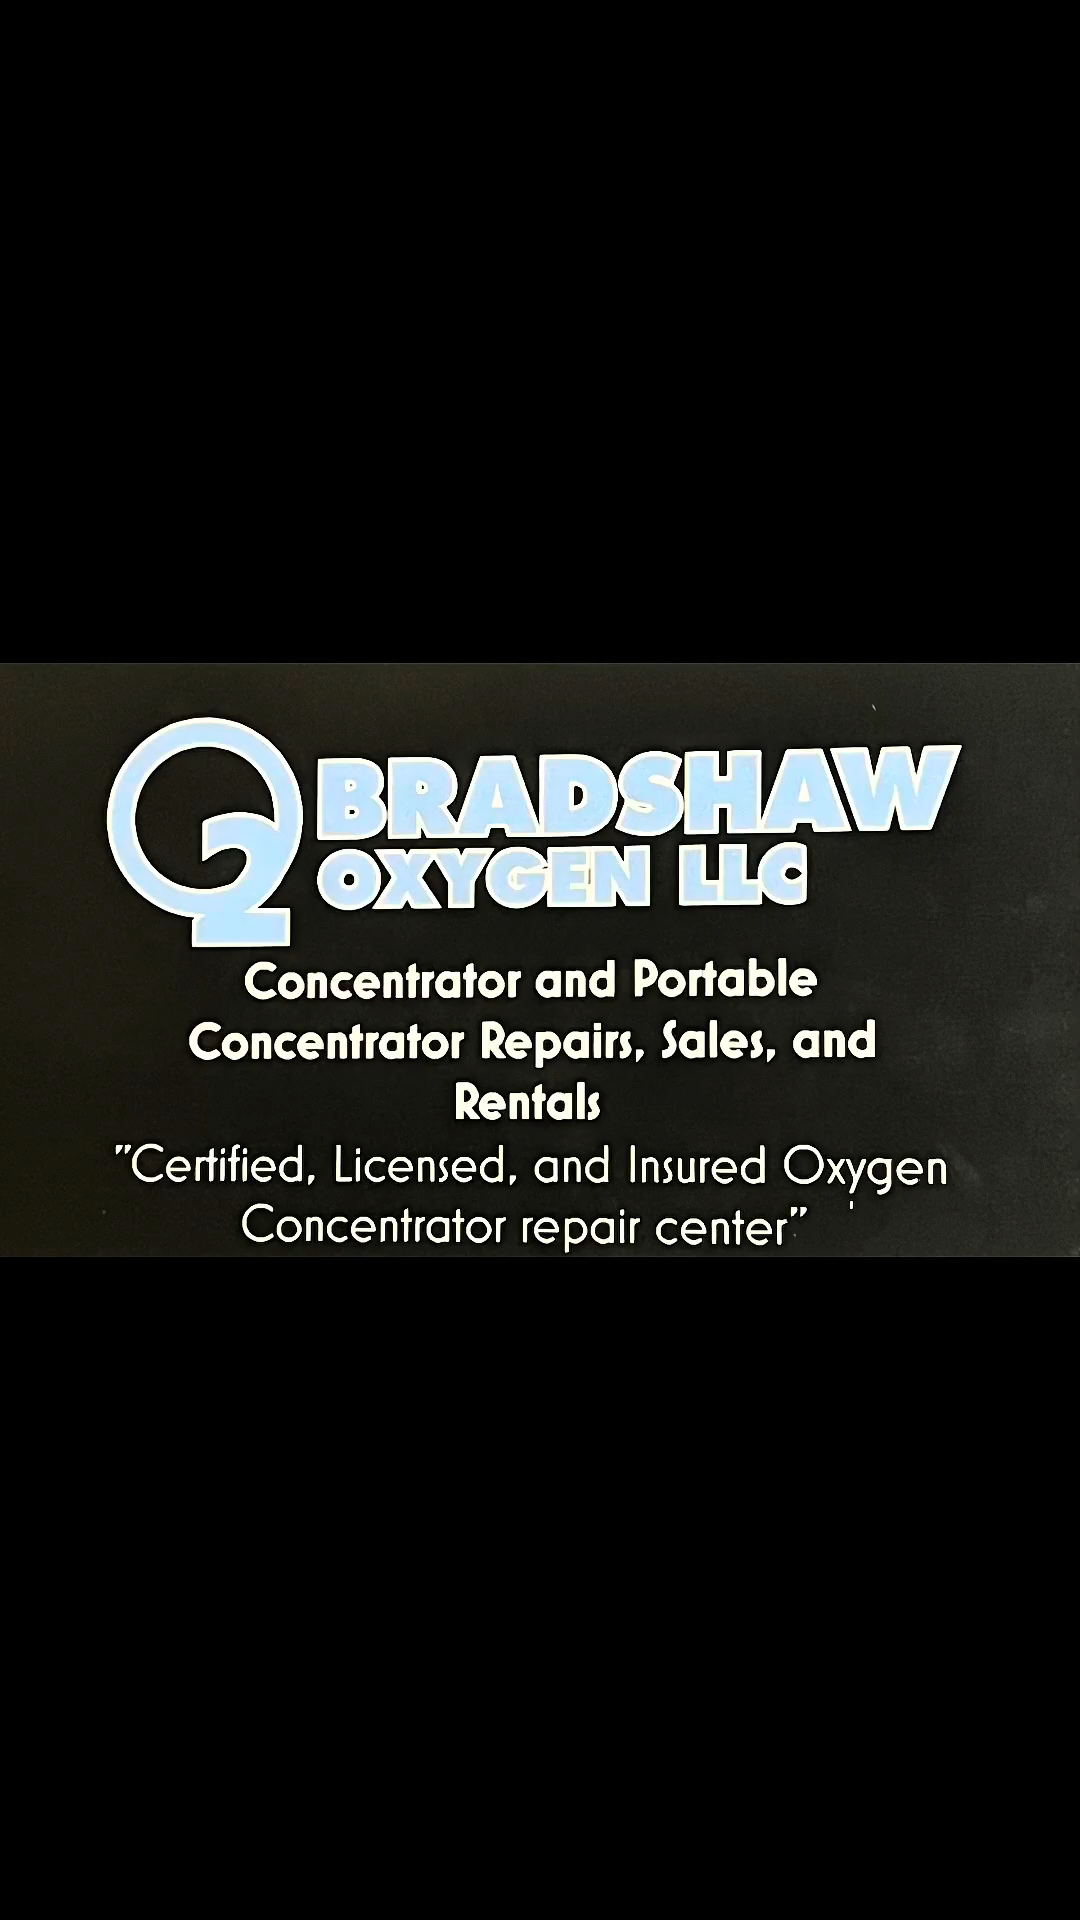 O2 BRADSHAW
OXYGEN LLC
Concentrator and Portable
Concentrator Repairs, Sales, and
Rentals
"Certified, Licensed, and Insured Oxygen
Concentrator repair center"